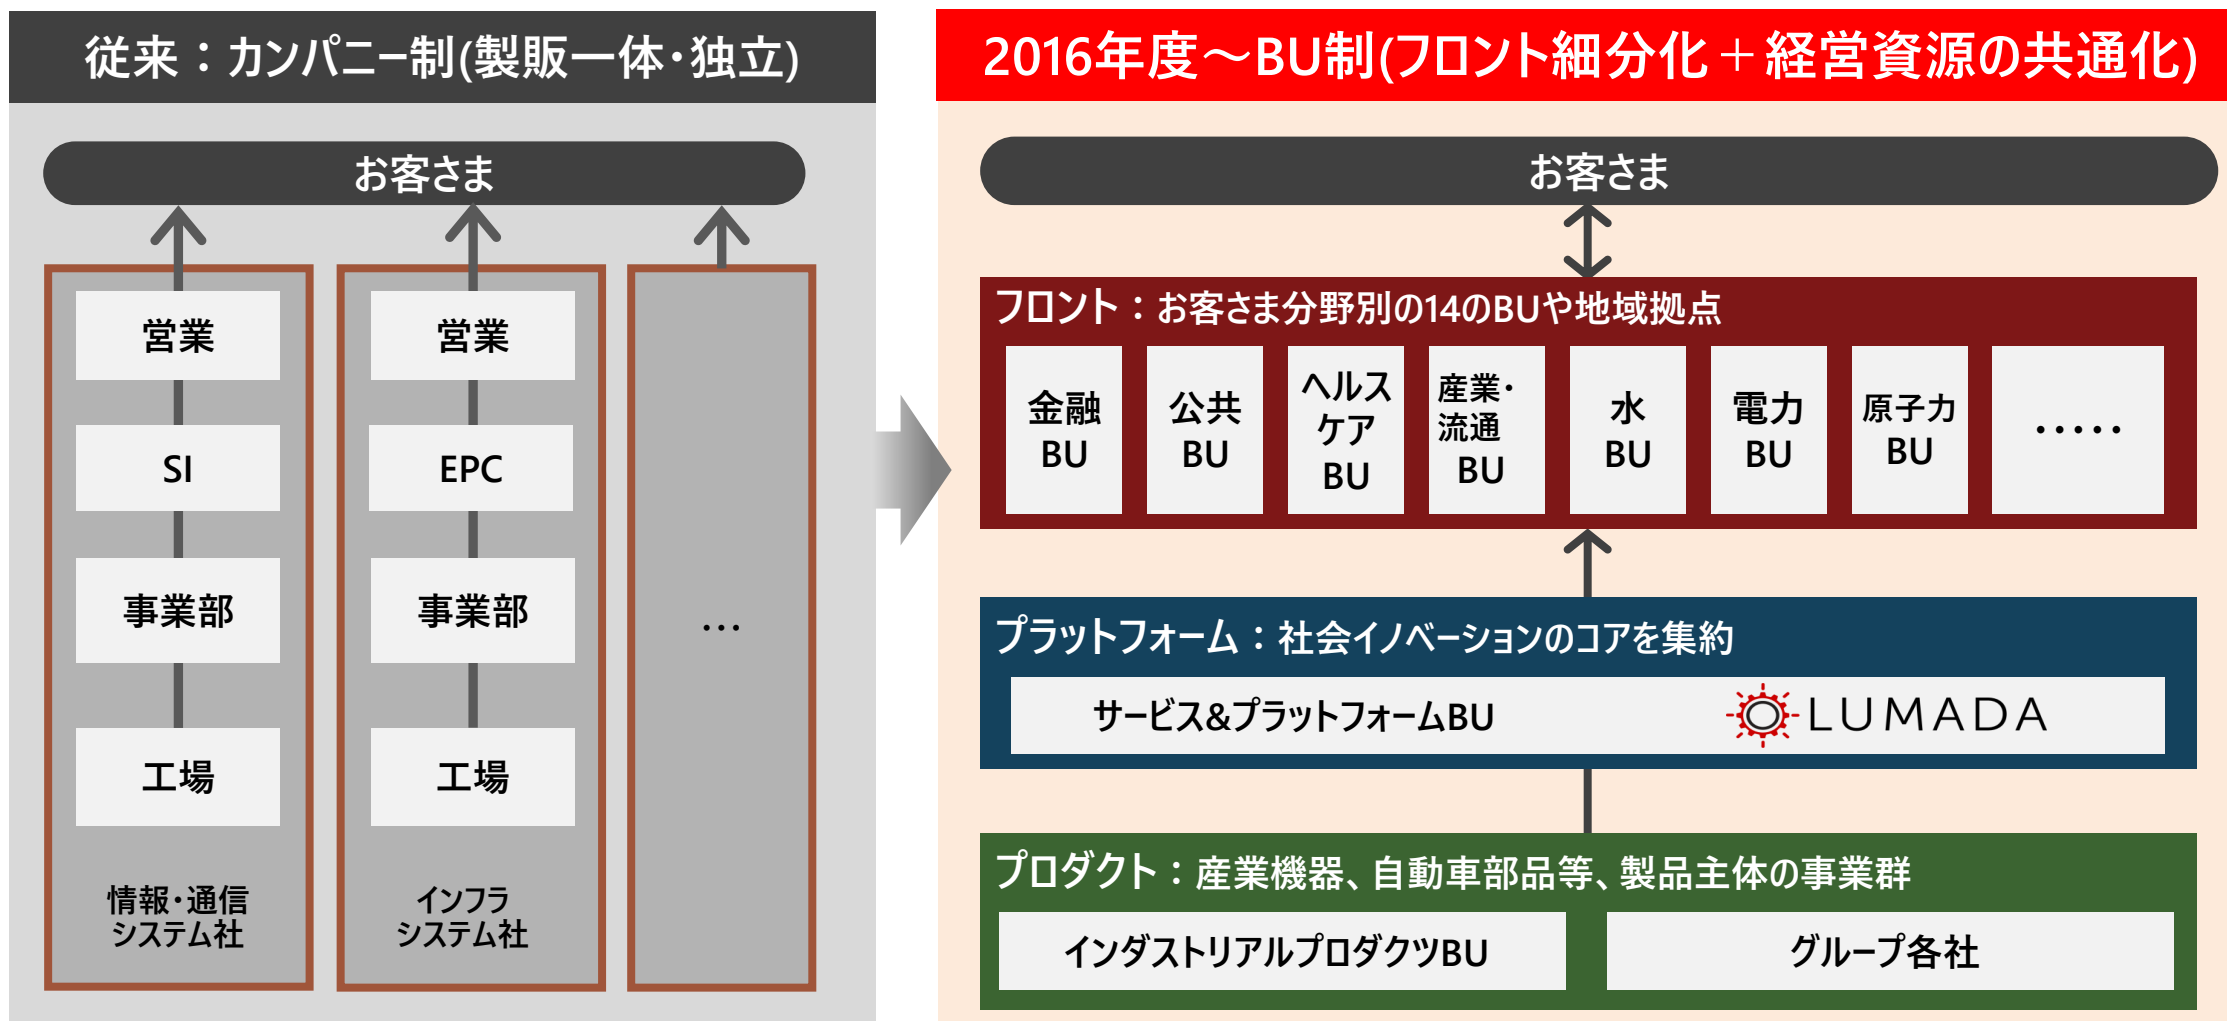 従来：カンパニー制(製販一体・独立)
お客さま
営業
SI
事業部
工場
情報・通信
システム社
営業
EPC
事業部
工場
インフラ
システム社
…
2016年度～BU制(フロント細分化＋経営資源の共通化)
お客さま
フロント：お客さま分野別の14のBUや地域拠点
金融
BU
公共
BU
ヘルス
ケア
BU
産業・
流通
BU
水
BU
電力
BU
原子力
BU
・・・・・
プラットフォーム：社会イノベーションのコアを集約
サービス&プラットフォームBU
LUMADA
プロダクト：産業機器、自動車部品等、製品主体の事業群
インダストリアルプロダクツBU
グループ各社